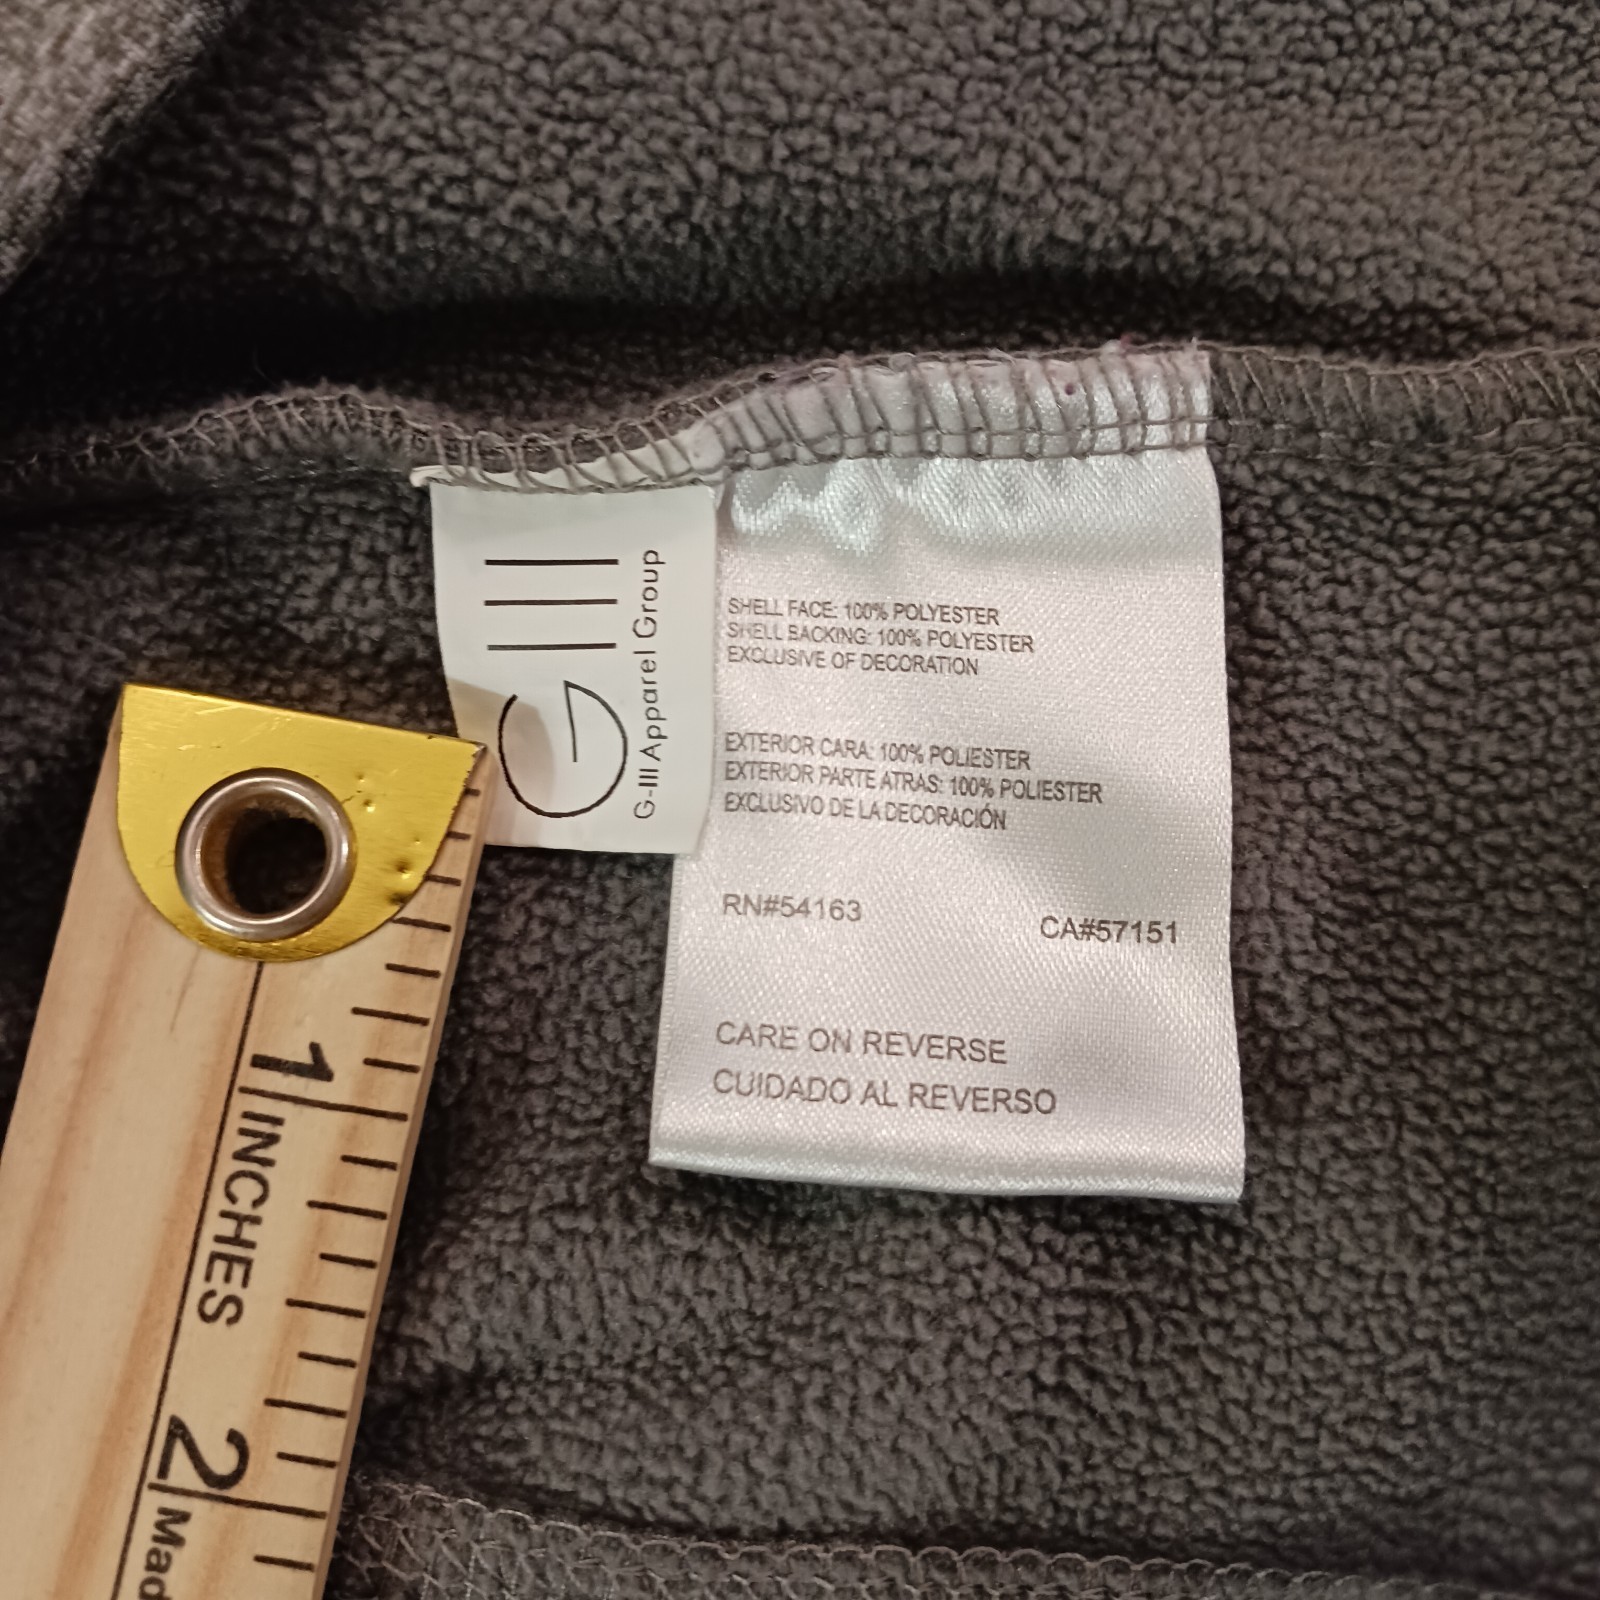 G-III Apparel Group
SHELL FACE: 100% POLYESTER
SHELL BACKING: 100% POLYESTER
EXCLUSIVE OF DECORATION
EXTERIOR CARA: 100% POLIESTER
EXTERIOR PARTE ATRAS: 100% POLIESTER
EXCLUSIVO DE LA DECORACIÓN
RN#54163 CA#57151
CARE ON REVERSE
CUIDADO AL REVERSO
1
INCHES
2
Mad